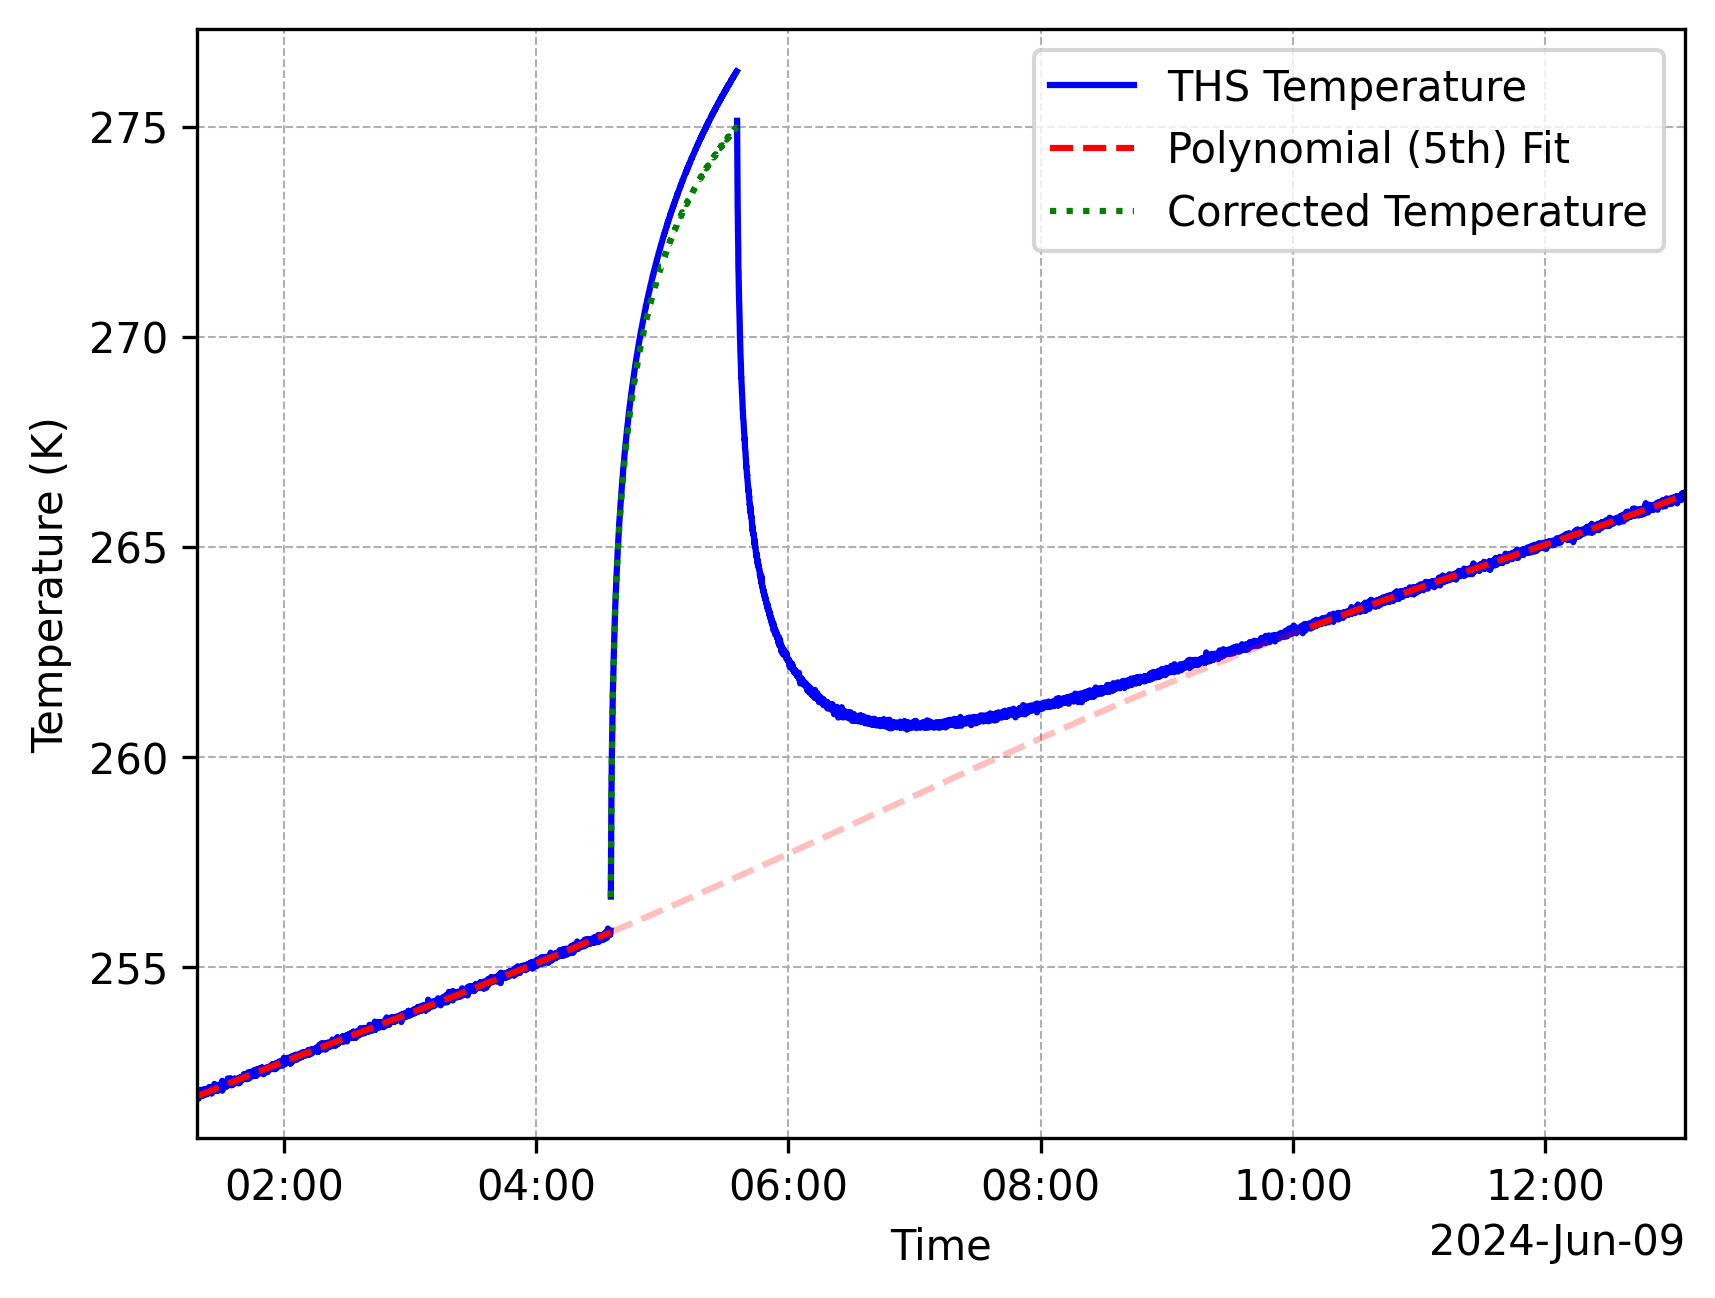 THS Temperature
Polynomial (5th) Fit
Corrected Temperature
275
270
265
260
255
Temperature (K)
02:00 04:00 06:00 08:00 10:00 12:00
2024-Jun-09
Time